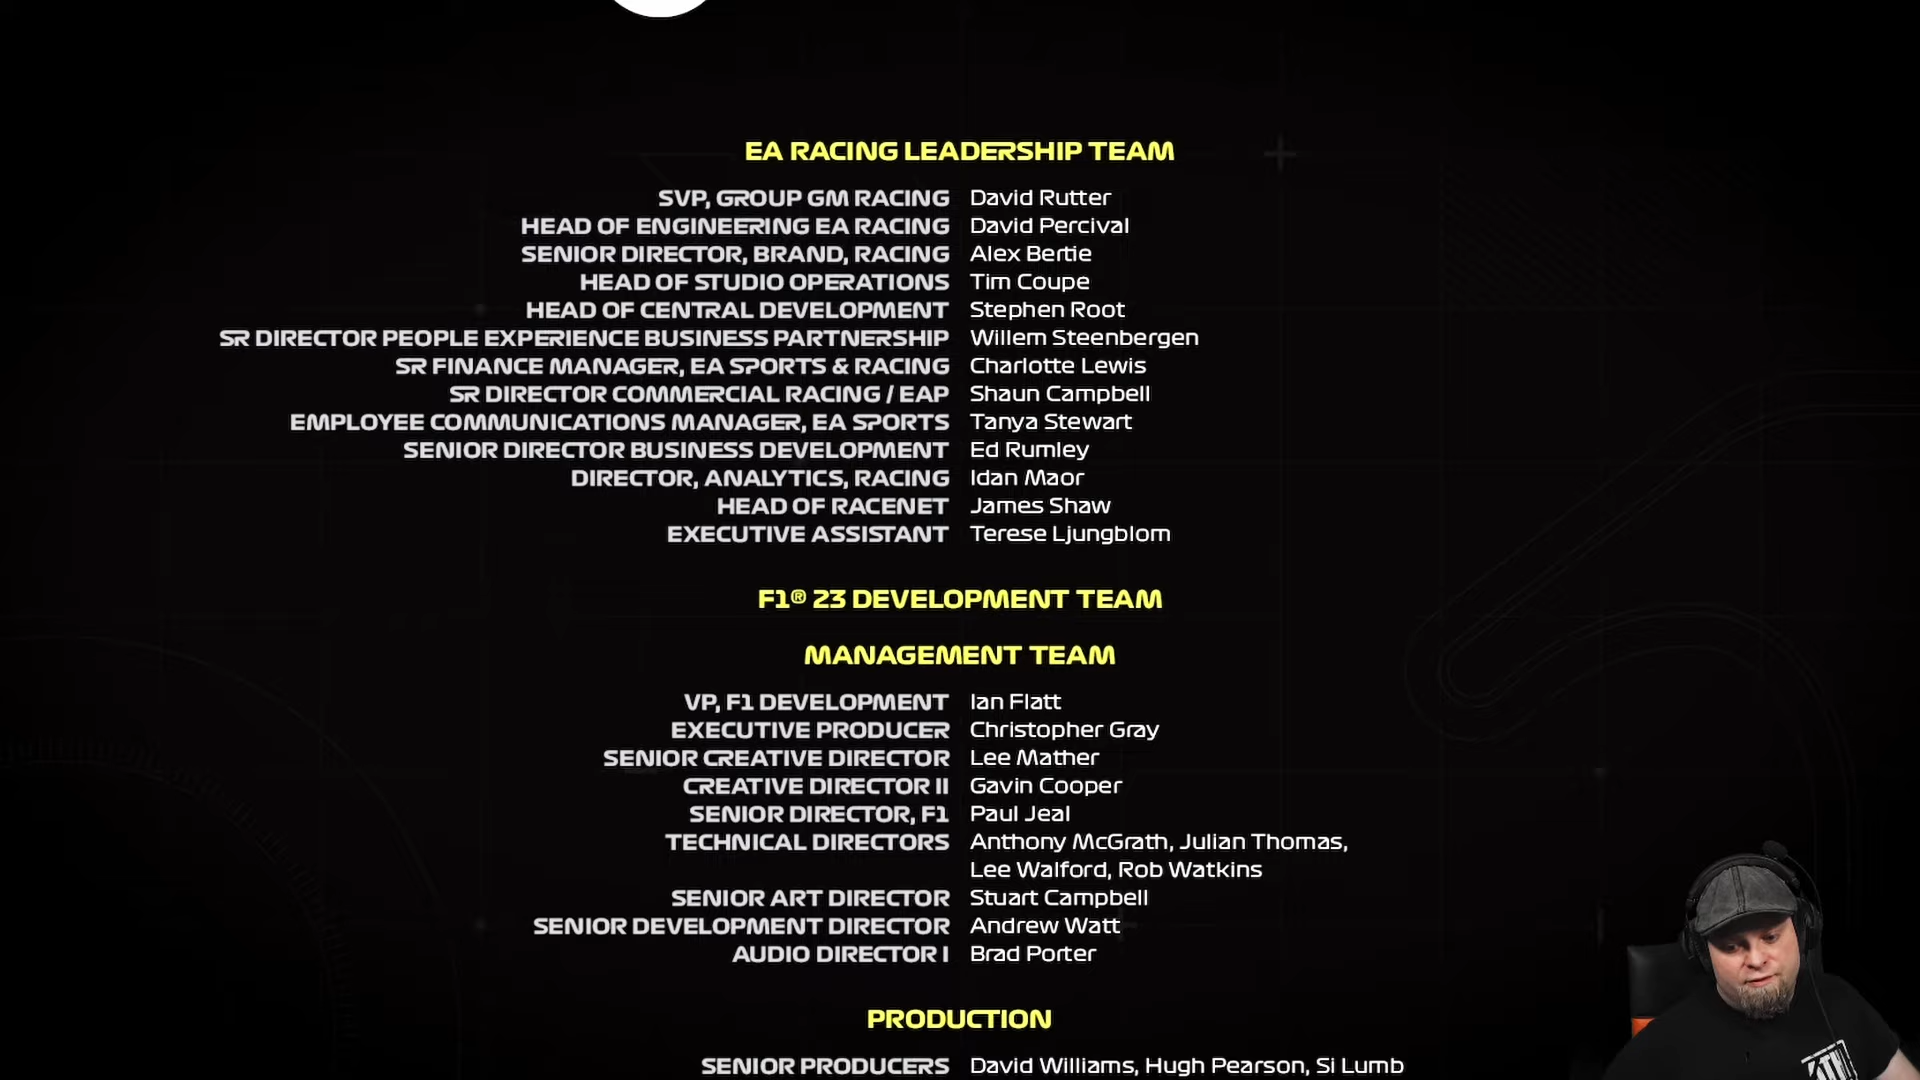 EA RACING LEADERSHIP TEAM
SVP, GROUP GM RACING David Rutter
HEAD OF ENGINEERING EA RACING David Percival
SENIOR DIRECTOR, BRAND, RACING Alex Bertie
HEAD OF STUDIO OPERATIONS Tim Coupe
HEAD OF CENTRAL DEVELOPMENT Stephen Root
SR DIRECTOR PEOPLE EXPERIENCE BUSINESS PARTNERSHIP Willem Steenbergen
SR FINANCE MANAGER, EA SPORTS & RACING Charlotte Lewis
SR DIRECTOR COMMERCIAL RACING / EAP Shaun Campbell
EMPLOYEE COMMUNICATIONS MANAGER, EA SPORTS Tanya Stewart
SENIOR DIRECTOR BUSINESS DEVELOPMENT Ed Rumley
DIRECTOR, ANALYTICS, RACING Idan Maor
HEAD OF RACENET James Shaw
EXECUTIVE ASSISTANT Terese Ljungblom
F1® 23 DEVELOPMENT TEAM
MANAGEMENT TEAM
VP, F1 DEVELOPMENT Ian Flatt
EXECUTIVE PRODUCER Christopher Gray
SENIOR CREATIVE DIRECTOR Lee Mather
CREATIVE DIRECTOR II Gavin Cooper
SENIOR DIRECTOR, F1 Paul Jeal
TECHNICAL DIRECTORS Anthony McGrath, Julian Thomas,
Lee Walford, Rob Watkins
SENIOR ART DIRECTOR Stuart Campbell
SENIOR DEVELOPMENT DIRECTOR Andrew Watt
AUDIO DIRECTOR I Brad Porter
PRODUCTION
SENIOR PRODUCERS David Williams, Hugh Pearson, Si Lumb